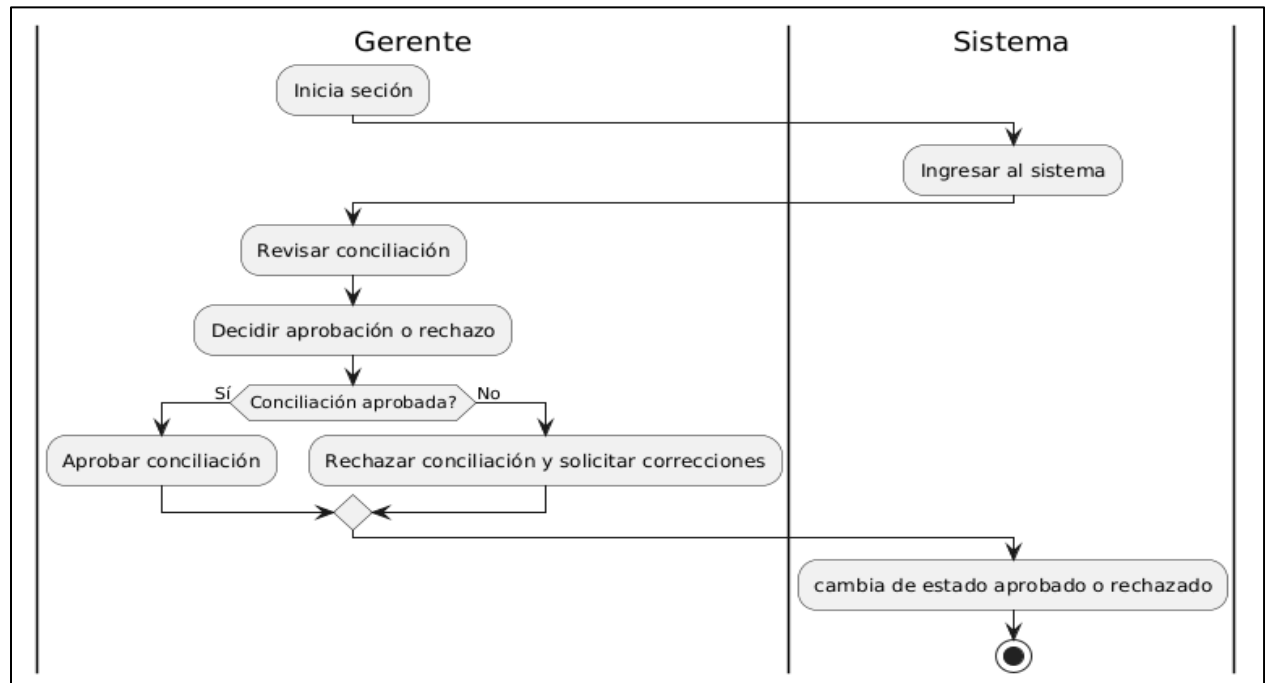 Gerente
Sistema
Inicia seción
Ingresar al sistema
Revisar conciliación
Decidir aprobación o rechazo
Sí
Conciliación aprobada?
No
Aprobar conciliación
Rechazar conciliación y solicitar correcciones
cambia de estado aprobado o rechazado